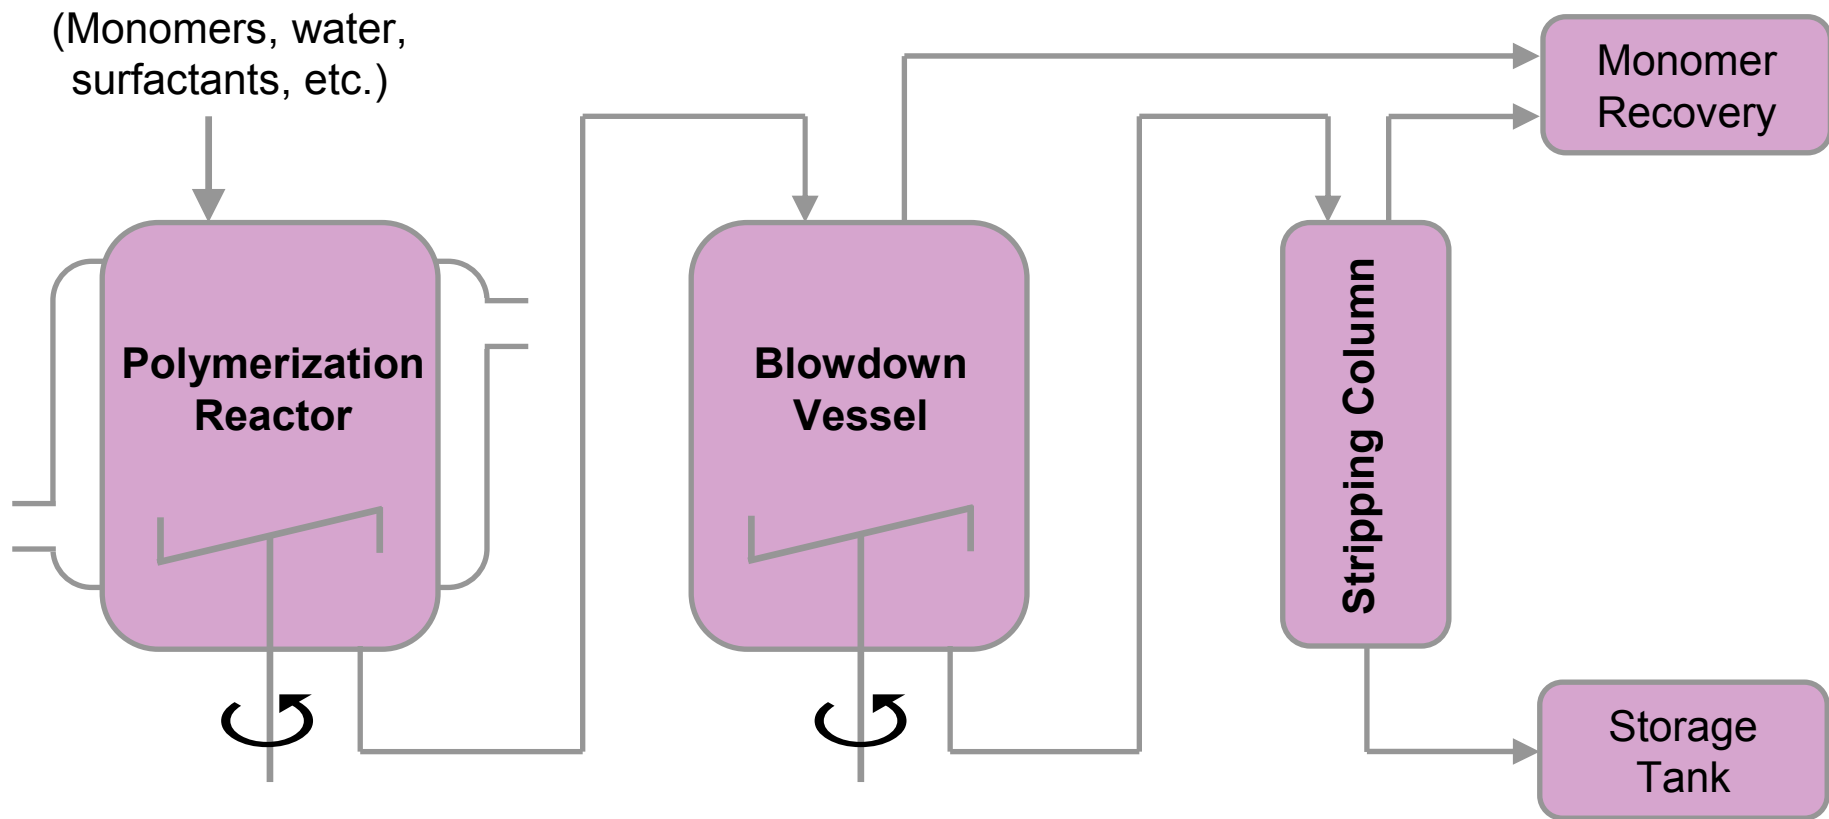 (Monomers, water,
surfactants, etc.)
Monomer
Recovery
Polymerization
Reactor
Blowdown
Vessel
Stripping Column
Storage
Tank